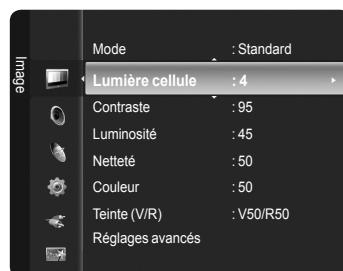 Image
Mode : Standard
Lumière cellule : 4
Contraste : 95
Luminosité : 45
Netteté : 50
Couleur : 50
Teinte (V/R) : V50/R50
Réglages avancés